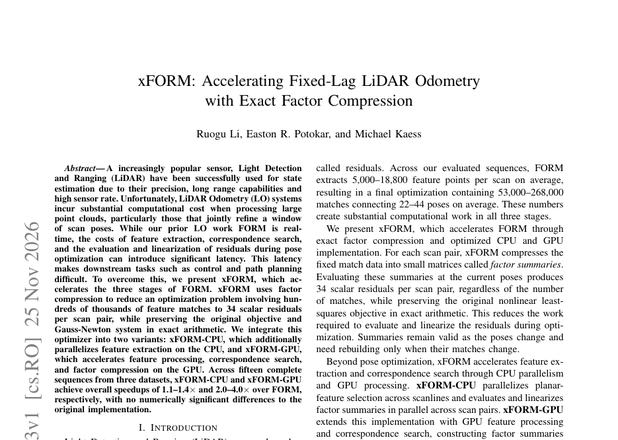 xFORM: Accelerating Fixed-Lag LiDAR Odometry
with Exact Factor Compression
Ruogu Li, Easton R. Potokar, and Michael Kaess
Abstract—A increasingly popular sensor, Light Detection
and Ranging (LiDAR) have been successfully used for state
estimation due to their precision, long range capabilities and
high sensor rate. Unfortunately, LiDAR Odometry (LO) systems
incur substantial computational cost when processing large
point clouds, particularly those that jointly refine a window
of scan poses. While our prior LO work FORM is real-
time, the costs of feature extraction, correspondence search,
and the evaluation and linearization of residuals during pose
optimization can introduce significant latency. This latency
makes downstream tasks such as control and path planning
difficult. To overcome this, we present xFORM, which ac-
celerates the three stages of FORM. xFORM uses factor
compression to reduce an optimization problem involving hun-
dreds of thousands of feature matches to 34 scalar residuals
per scan pair, while preserving the original objective and
Gauss-Newton system in exact arithmetic. We integrate this
optimizer into two variants: xFORM-CPU, which additionally
parallelizes feature extraction on the CPU, and xFORM-GPU,
which accelerates feature processing, correspondence search,
and factor compression on the GPU. Across fifteen complete
sequences from three datasets, xFORM-CPU and xFORM-GPU
achieve overall speedups of 1.1–1.4× and 2.0–4.0× over FORM,
respectively, with no numerically significant differences to the
original implementation.
I. INTRODUCTION
called residuals. Across our evaluated sequences, FORM
extracts 5,000–18,800 feature points per scan on average,
resulting in a final optimization containing 53,000–268,000
matches connecting 22–44 poses on average. These numbers
create substantial computational work in all three stages.
We present xFORM, which accelerates FORM through
exact factor compression and optimized CPU and GPU
implementation. For each scan pair, xFORM compresses the
fixed match data into small matrices called factor summaries.
Evaluating these summaries at the current poses produces
34 scalar residuals per scan pair, regardless of the number
of matches, while preserving the original nonlinear least-
squares objective in exact arithmetic. This reduces the work
required to evaluate and linearize the residuals during opti-
mization. Summaries remain valid as the poses change and
need rebuilding only when their matches change.
Beyond pose optimization, xFORM accelerates feature ex-
traction and correspondence search through CPU parallelism
and GPU processing. xFORM-CPU parallelizes planar-
feature selection across scanlines and evaluates and linearizes
factor summaries in parallel across scan pairs. xFORM-GPU
extends this implementation with GPU feature processing
and correspondence search, constructing factor summaries
3v1 [cs.RO] 25 Nov 2026